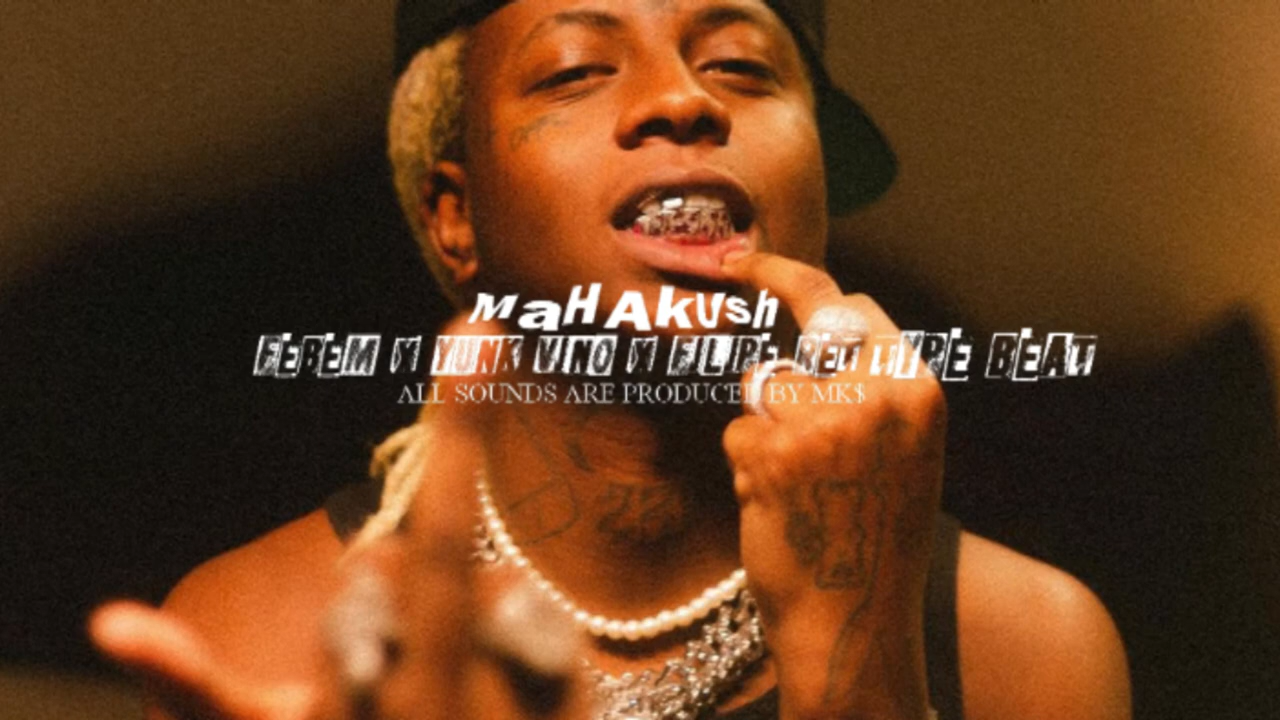 MaHAkUsh
FEBEM X YUNK VINO X FILIPE RET TYPE BEAT
ALL SOUNDS ARE PRODUCED BY MK$